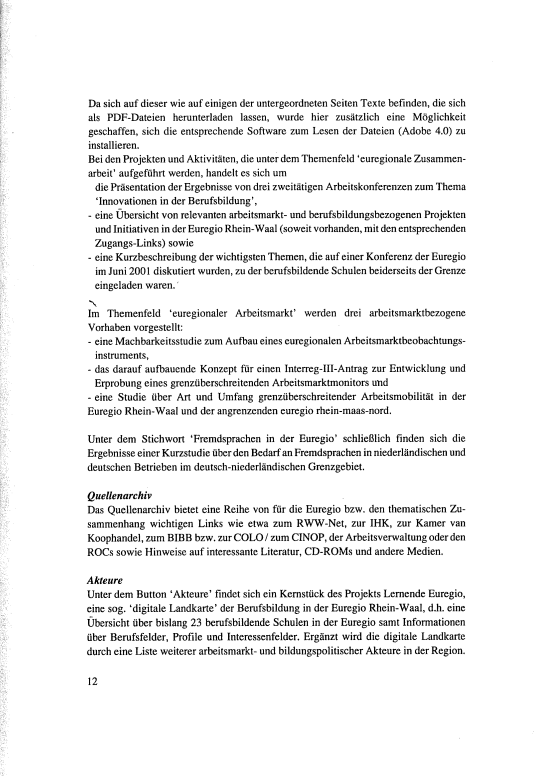 Da sich auf dieser wie auf einigen der untergeordneten Seiten Texte befinden, die sich
als PDF-Dateien herunterladen lassen, wurde hier zusätzlich eine Möglichkeit
geschaffen, sich die entsprechende Software zum Lesen der Dateien (Adobe 4.0) zu
installieren.
Bei den Projekten und Aktivitäten, die unter dem Themenfeld ‘euregionale Zusammen-
arbeit’ aufgeführt werden, handelt es sich um
die Präsentation der Ergebnisse von drei zweitätigen Arbeitskonferenzen zum Thema
‘Innovationen in der Berufsbildung’,
- eine Übersicht von relevanten arbeitsmarkt- und berufsbildungsbezogenen Projekten
und Initiativen in der Euregio Rhein-Waal (soweit vorhanden, mit den entsprechenden
Zugangs-Links) sowie
- eine Kurzbeschreibung der wichtigsten Themen, die auf einer Konferenz der Euregio
im Juni 2001 diskutiert wurden, zu der berufsbildende Schulen beiderseits der Grenze
eingeladen waren.
Im Themenfeld ‘euregionaler Arbeitsmarkt’ werden drei arbeitsmarktbezogene
Vorhaben vorgestellt:
- eine Machbarkeitsstudie zum Aufbau eines euregionalen Arbeitsmarktbeobachtungs-
instruments,
- das darauf aufbauende Konzept für einen Interreg-III-Antrag zur Entwicklung und
Erprobung eines grenzüberschreitenden Arbeitsmarktmonitors und
- eine Studie über Art und Umfang grenzüberschreitender Arbeitsmobilität in der
Euregio Rhein-Waal und der angrenzenden euregio rhein-maas-nord.
Unter dem Stichwort ‘Fremdsprachen in der Euregio’ schließlich finden sich die
Ergebnisse einer Kurzstudie über den Bedarf an Fremdsprachen in niederländischen und
deutschen Betrieben im deutsch-niederländischen Grenzgebiet.
Quellenarchiv
Das Quellenarchiv bietet eine Reihe von für die Euregio bzw. den thematischen Zu-
sammenhang wichtigen Links wie etwa zum RWW-Net, zur IHK, zur Kamer van
Koophandel, zum BIBB bzw. zur COLO / zum CINOP, der Arbeitsverwaltung oder den
ROCs sowie Hinweise auf interessante Literatur, CD-ROMs und andere Medien.
Akteure
Unter dem Button ‘Akteure’ findet sich ein Kernstück des Projekts Lernende Euregio,
eine sog. ‘digitale Landkarte’ der Berufsbildung in der Euregio Rhein-Waal, d.h. eine
Übersicht über bislang 23 berufsbildende Schulen in der Euregio samt Informationen
über Berufsfelder, Profile und Interessenfelder. Ergänzt wird die digitale Landkarte
durch eine Liste weiterer arbeitsmarkt- und bildungspolitischer Akteure in der Region.
12